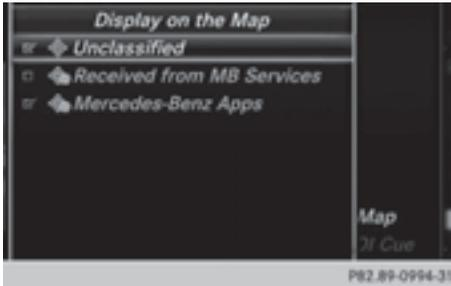 Display on the Map
Unclassified
Received from MB Services
Mercedes-Benz Apps
Map
P82.89-0994-31